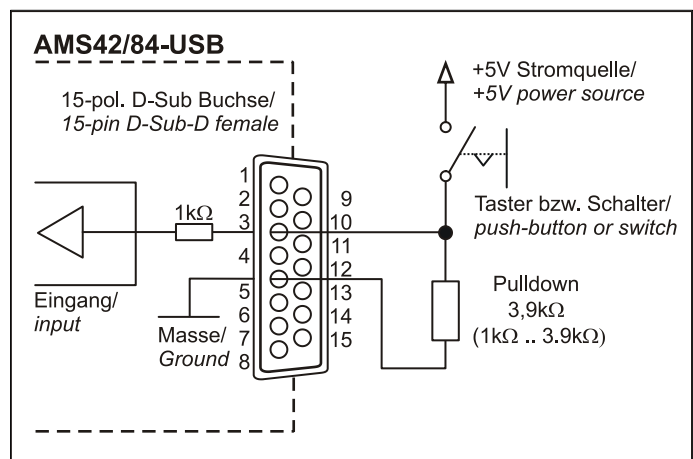 AMS42/84-USB
15-pol. D-Sub Buchse/
15-pin D-Sub-D female
+5V Stromquelle/
+5V power source
1
2
3
4
5
6
7
8
9
10
11
12
13
14
15
1kΩ
Taster bzw. Schalter/
push-button or switch
Eingang/
input
Masse/
Ground
Pulldown
3,9kΩ
(1kΩ .. 3.9kΩ)